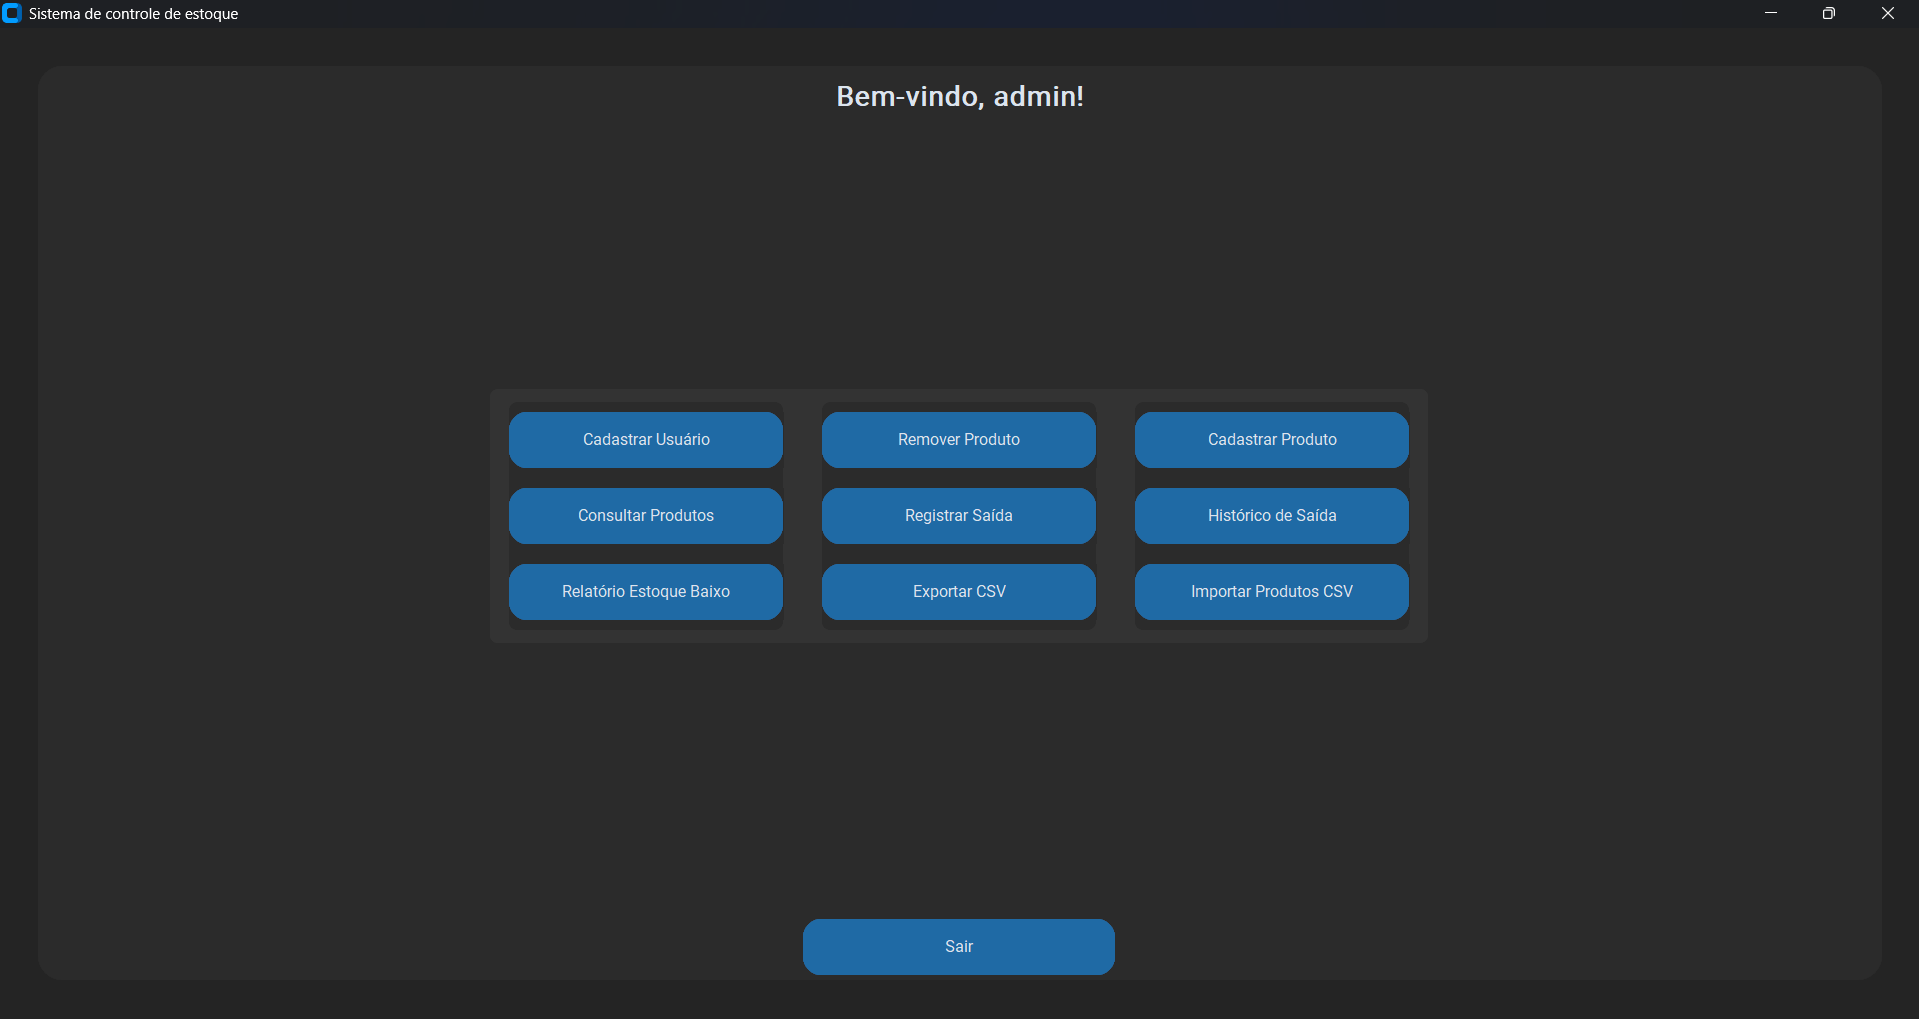 Sistema de controle de estoque
Bem-vindo, admin!
Cadastrar Usuário
Remover Produto
Cadastrar Produto
Consultar Produtos
Registrar Saída
Histórico de Saída
Relatório Estoque Baixo
Exportar CSV
Importar Produtos CSV
Sair